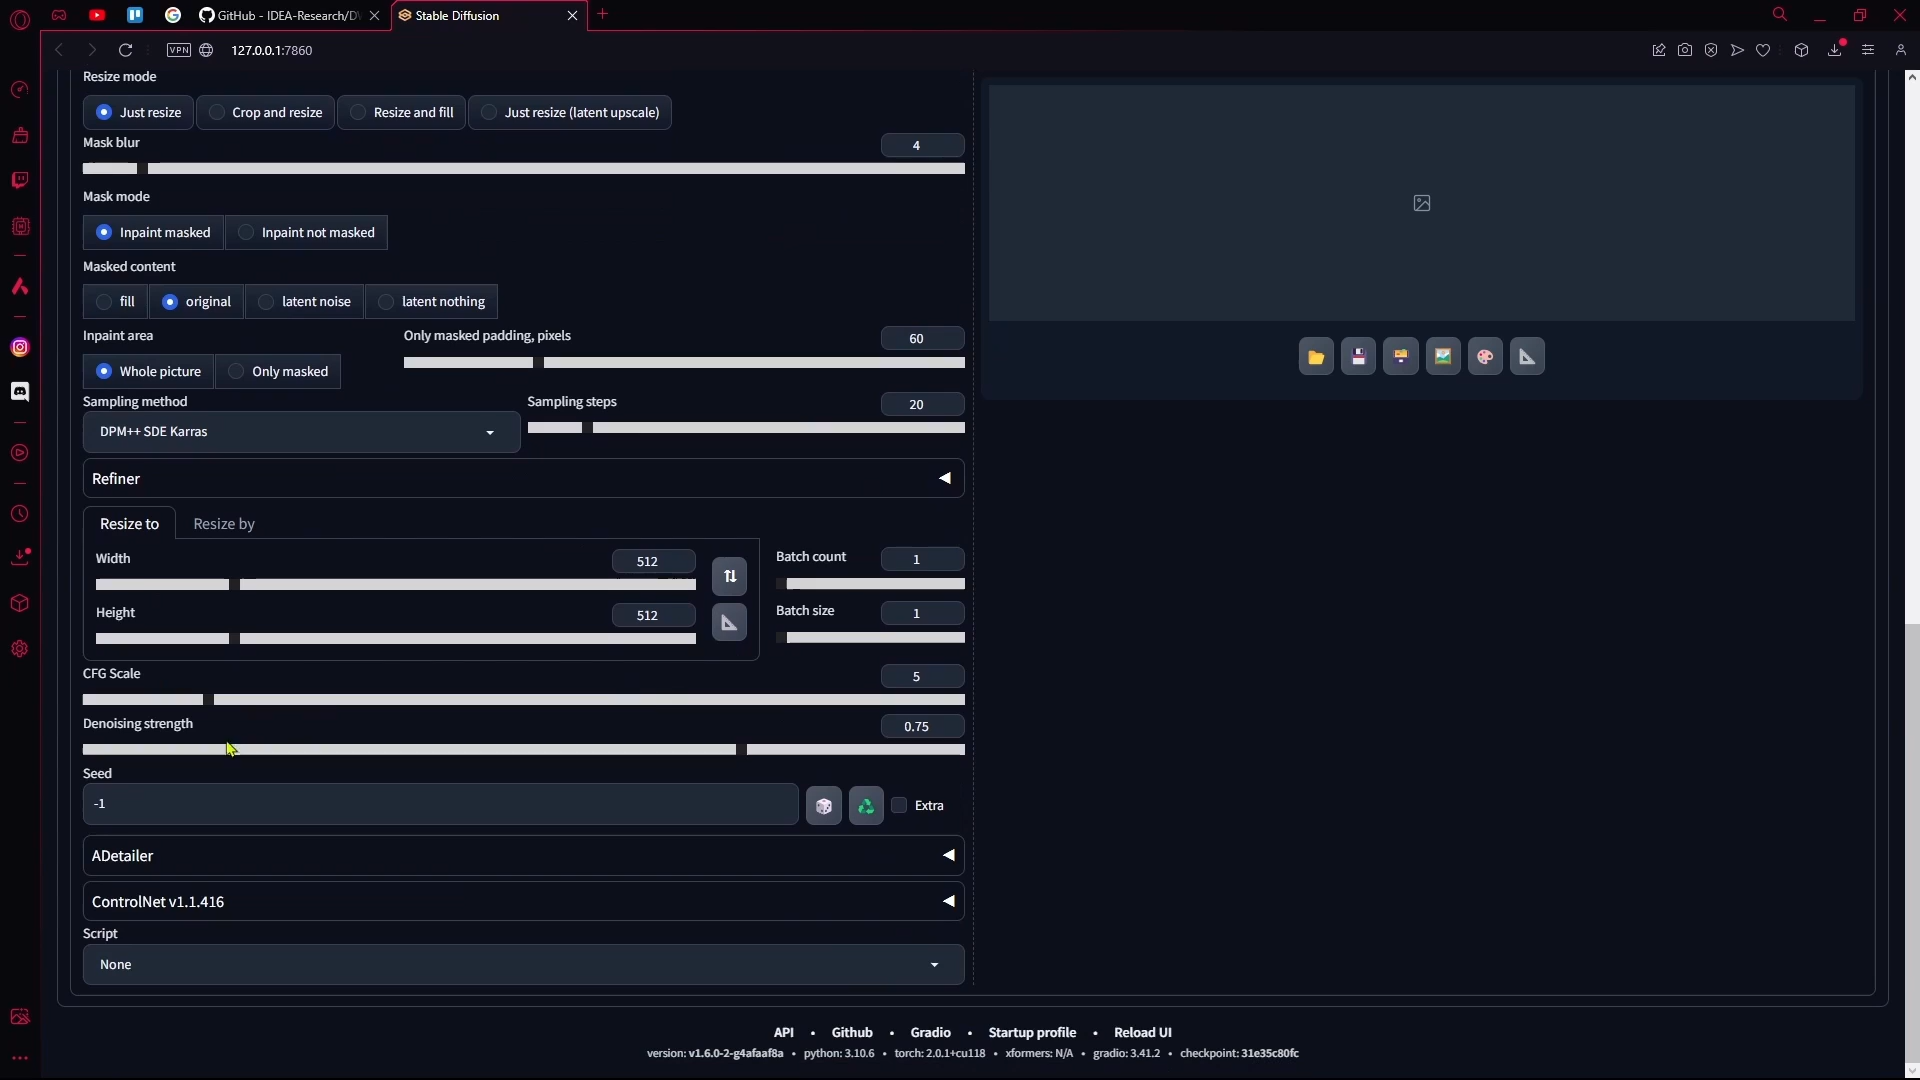 GitHub - IDEA-Research/D
Stable Diffusion
VPN
127.0.0.1:7860
Resize mode
Just resize
Crop and resize
Resize and fill
Just resize (latent upscale)
Mask blur
4
Mask mode
Inpaint masked
Inpaint not masked
Masked content
fill
original
latent noise
latent nothing
Inpaint area
Only masked padding, pixels
60
Whole picture
Only masked
Sampling method
Sampling steps
20
DPM++ SDE Karras
Refiner
Resize to
Resize by
Width
512
Batch count
1
Height
512
Batch size
1
CFG Scale
5
Denoising strength
0.75
Seed
-1
Extra
ADetailer
ControlNet v1.1.416
Script
None
API • Github • Gradio • Startup profile • Reload UI
version: v1.6.0-2-g4afaaf8a • python: 3.10.6 • torch: 2.0.1+cu118 • xformers: N/A • gradio: 3.41.2 • checkpoint: 31e35c80fc